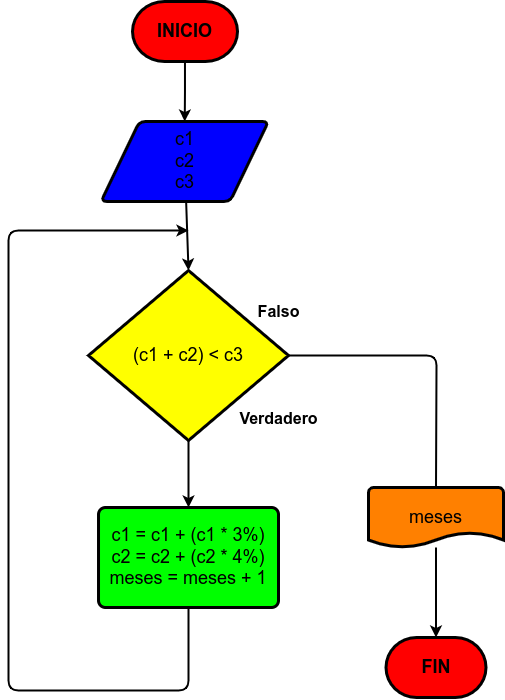 INICIO
c1
c2
c3
Falso
(c1 + c2) < c3
Verdadero
c1 = c1 + (c1 * 3%)
c2 = c2 + (c2 * 4%)
meses = meses + 1
meses
FIN